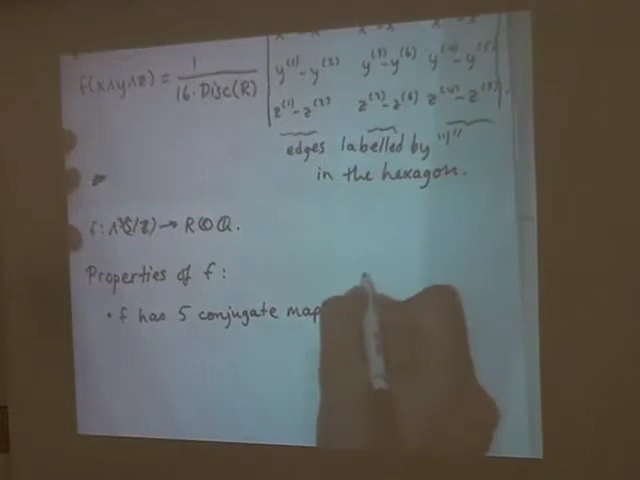 f(x∧y∧z) = 1 / 16·Disc(R)
y⁽¹⁾-y⁽²⁾ y⁽³⁾-y⁽⁶⁾ y⁽⁴⁾-y⁽⁵⁾
z⁽¹⁾-z⁽²⁾ z⁽³⁾-z⁽⁶⁾ z⁽⁴⁾-z⁽⁵⁾
edges labelled by "1"
in the hexagon.
→ R⊗Q.
Properties of f:
• f has 5 conjugate map